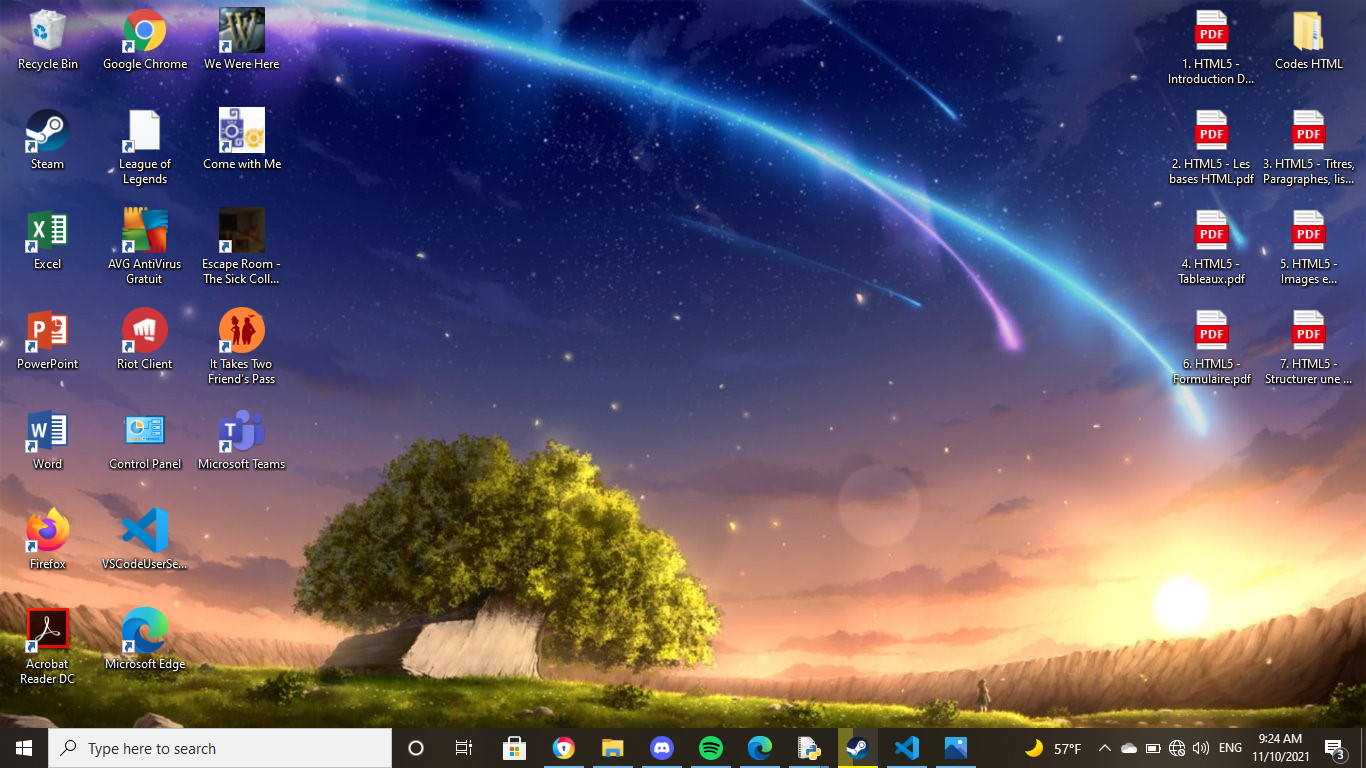 Recycle Bin
Google Chrome
We Were Here
Steam
League of
Legends
Come with Me
Excel
AVG AntiVirus
Gratuit
Escape Room -
The Sick Coll...
PowerPoint
Riot Client
It Takes Two
Friend's Pass
Word
Control Panel
Microsoft Teams
Firefox
VSCodeUserSe...
Acrobat
Reader DC
Microsoft Edge
PDF
1. HTML5 -
Introduction D...
Codes HTML
PDF
2. HTML5 - Les
bases HTML.pdf
PDF
3. HTML5 - Titres,
Paragraphes, lis...
PDF
4. HTML5 -
Tableaux.pdf
PDF
5. HTML5 -
Images e...
PDF
6. HTML5 -
Formulaire.pdf
PDF
7. HTML5 -
Structurer une ...
Type here to search
57°F
ENG
9:24 AM
11/10/2021
3